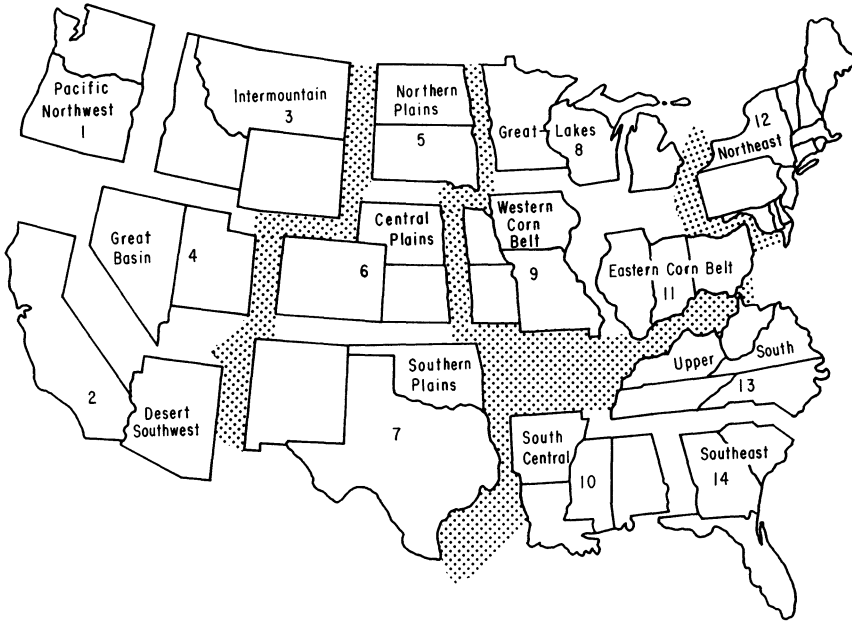 Pacific
Northwest
1
Intermountain
3
Northern
Plains
5
Great Lakes
8
12
Northeast
Great
Basin
4
Central
Plains
6
Western
Corn
Belt
9
Eastern Corn Belt
11
2
Desert
Southwest
Southern
Plains
7
Upper South
13
South
Central
10
Southeast
14